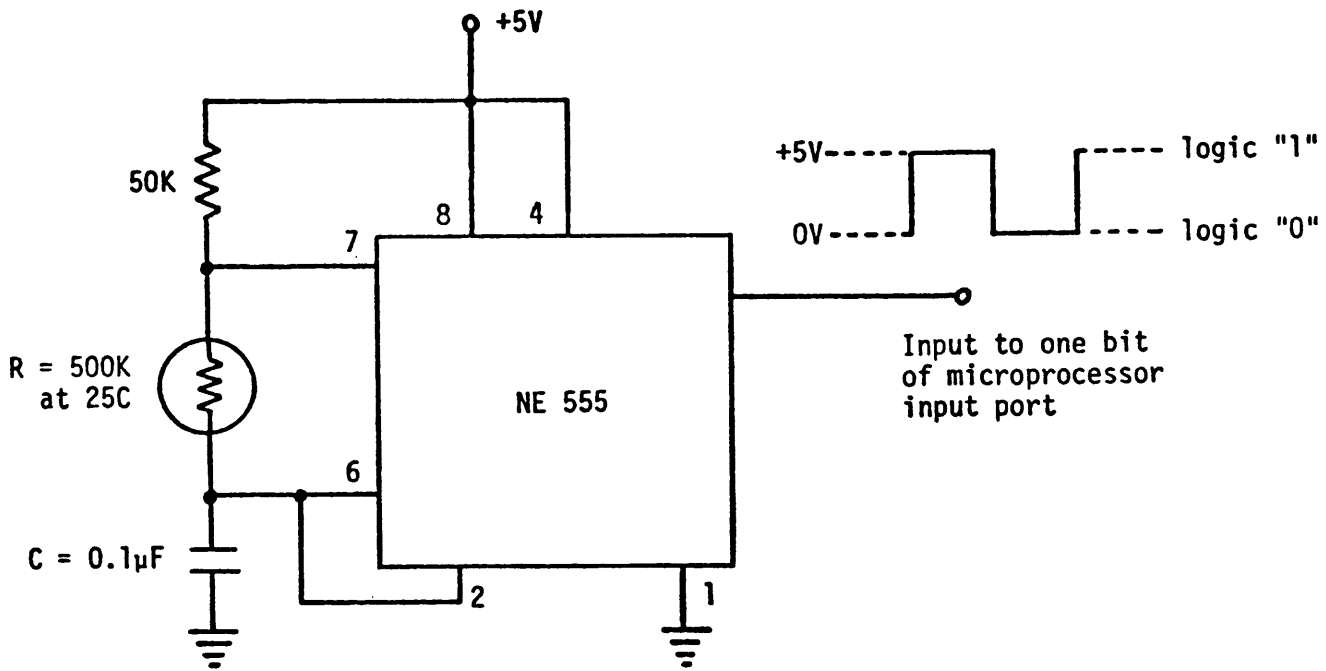 +5V
50K
8
4
7
+5V
logic "1"
0V
logic "0"
R = 500K
at 25C
NE 555
Input to one bit
of microprocessor
input port
6
C = 0.1µF
2
1